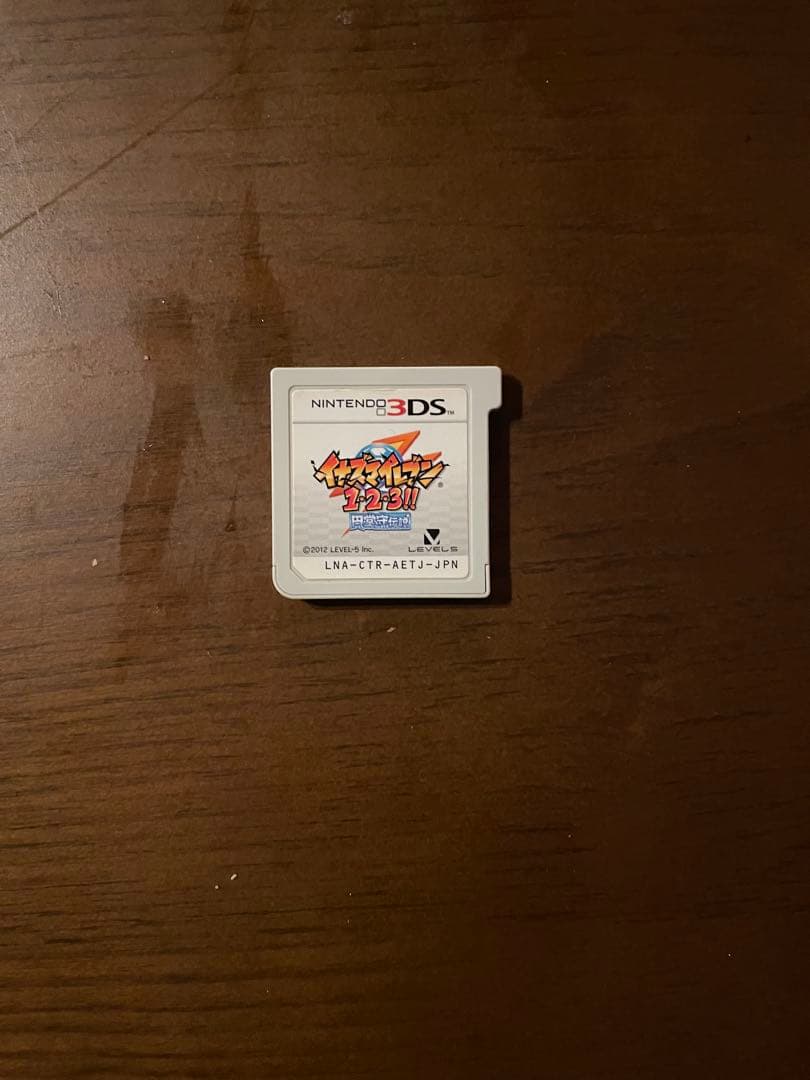 NINTENDO 3DS™
イナズマイレブン®
1・2・3!!
円堂守伝説
©2012 LEVEL-5 Inc.
LEVEL5
LNA-CTR-AETJ-JPN